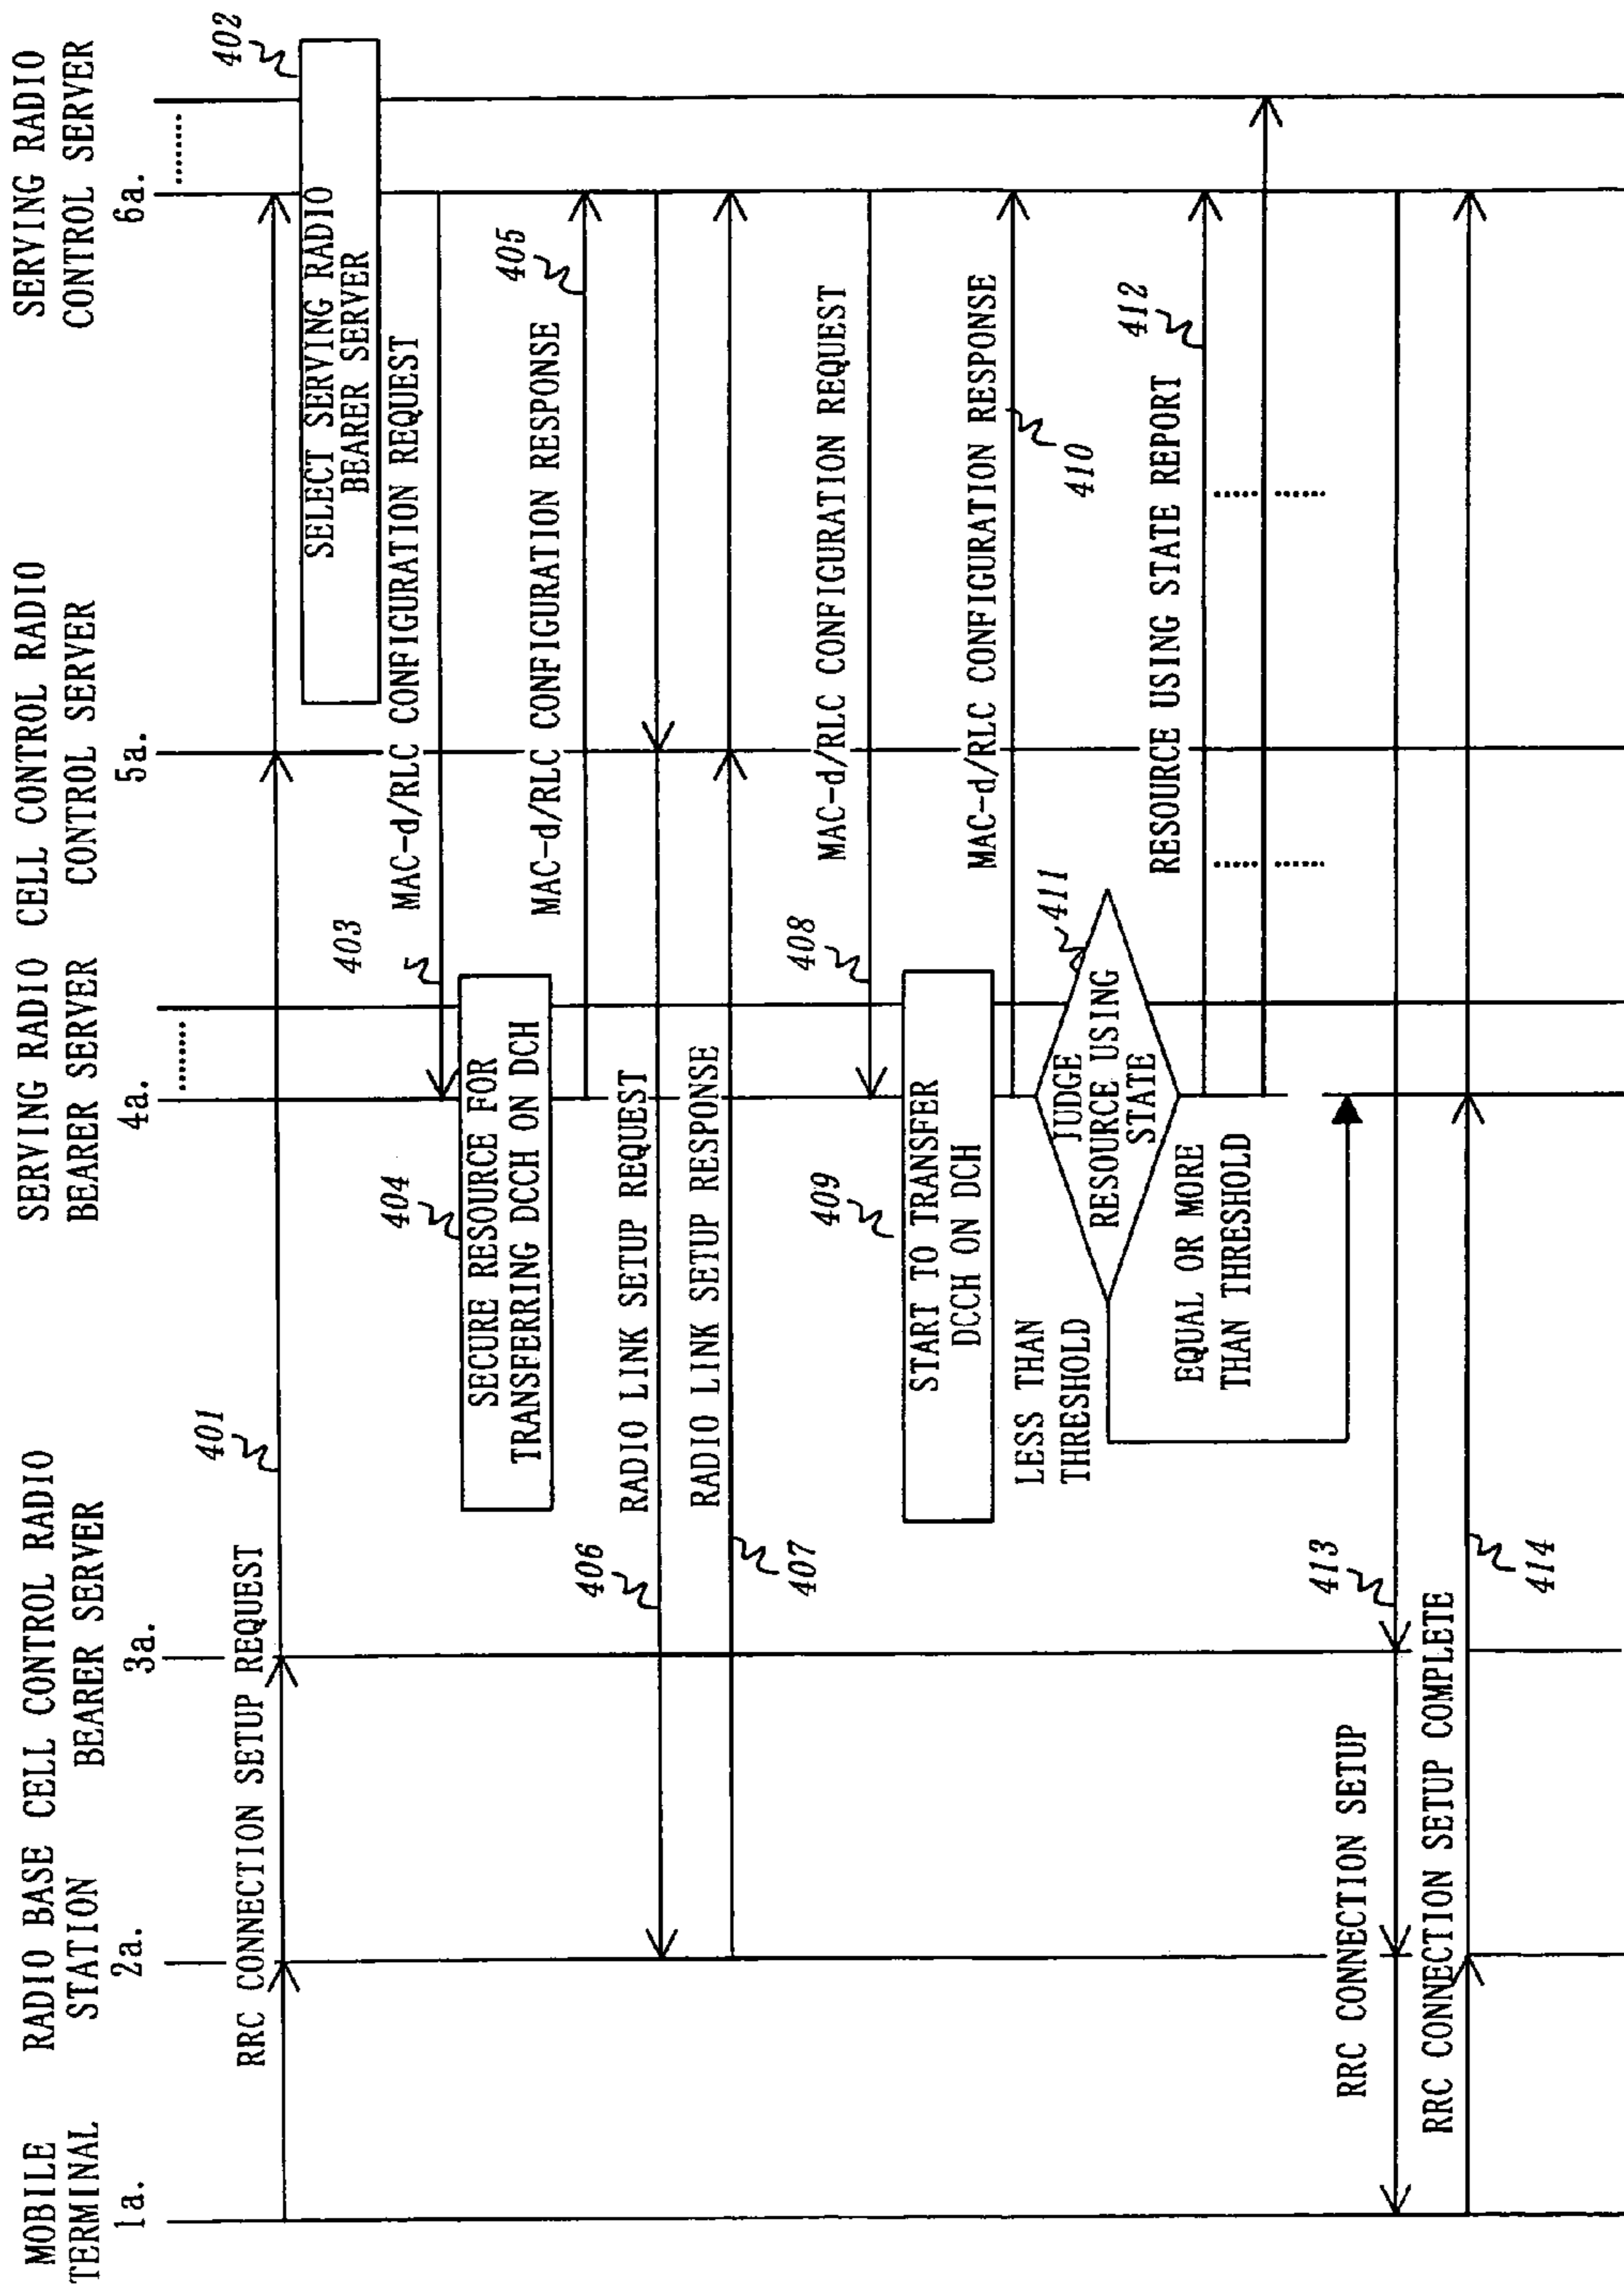 MOBILE
TERMINAL
1a.
RADIO BASE
STATION
2a.
CELL CONTROL RADIO
BEARER SERVER
3a.
SERVING RADIO
BEARER SERVER
4a.
CELL CONTROL RADIO
CONTROL SERVER
5a.
SERVING RADIO
CONTROL SERVER
6a.
RRC CONNECTION SETUP REQUEST
401
402
SELECT SERVING RADIO
BEARER SERVER
403
MAC-d/RLC CONFIGURATION REQUEST
404
SECURE RESOURCE FOR
TRANSFERRING DCCH ON DCH
MAC-d/RLC CONFIGURATION RESPONSE
405
406
RADIO LINK SETUP REQUEST
RADIO LINK SETUP RESPONSE
407
408
MAC-d/RLC CONFIGURATION REQUEST
409
START TO TRANSFER
DCCH ON DCH
MAC-d/RLC CONFIGURATION RESPONSE
410
LESS THAN
THRESHOLD
JUDGE
RESOURCE USING
STATE
411
EQUAL OR MORE
THAN THRESHOLD
RESOURCE USING STATE REPORT
412
RRC CONNECTION SETUP
413
RRC CONNECTION SETUP COMPLETE
414